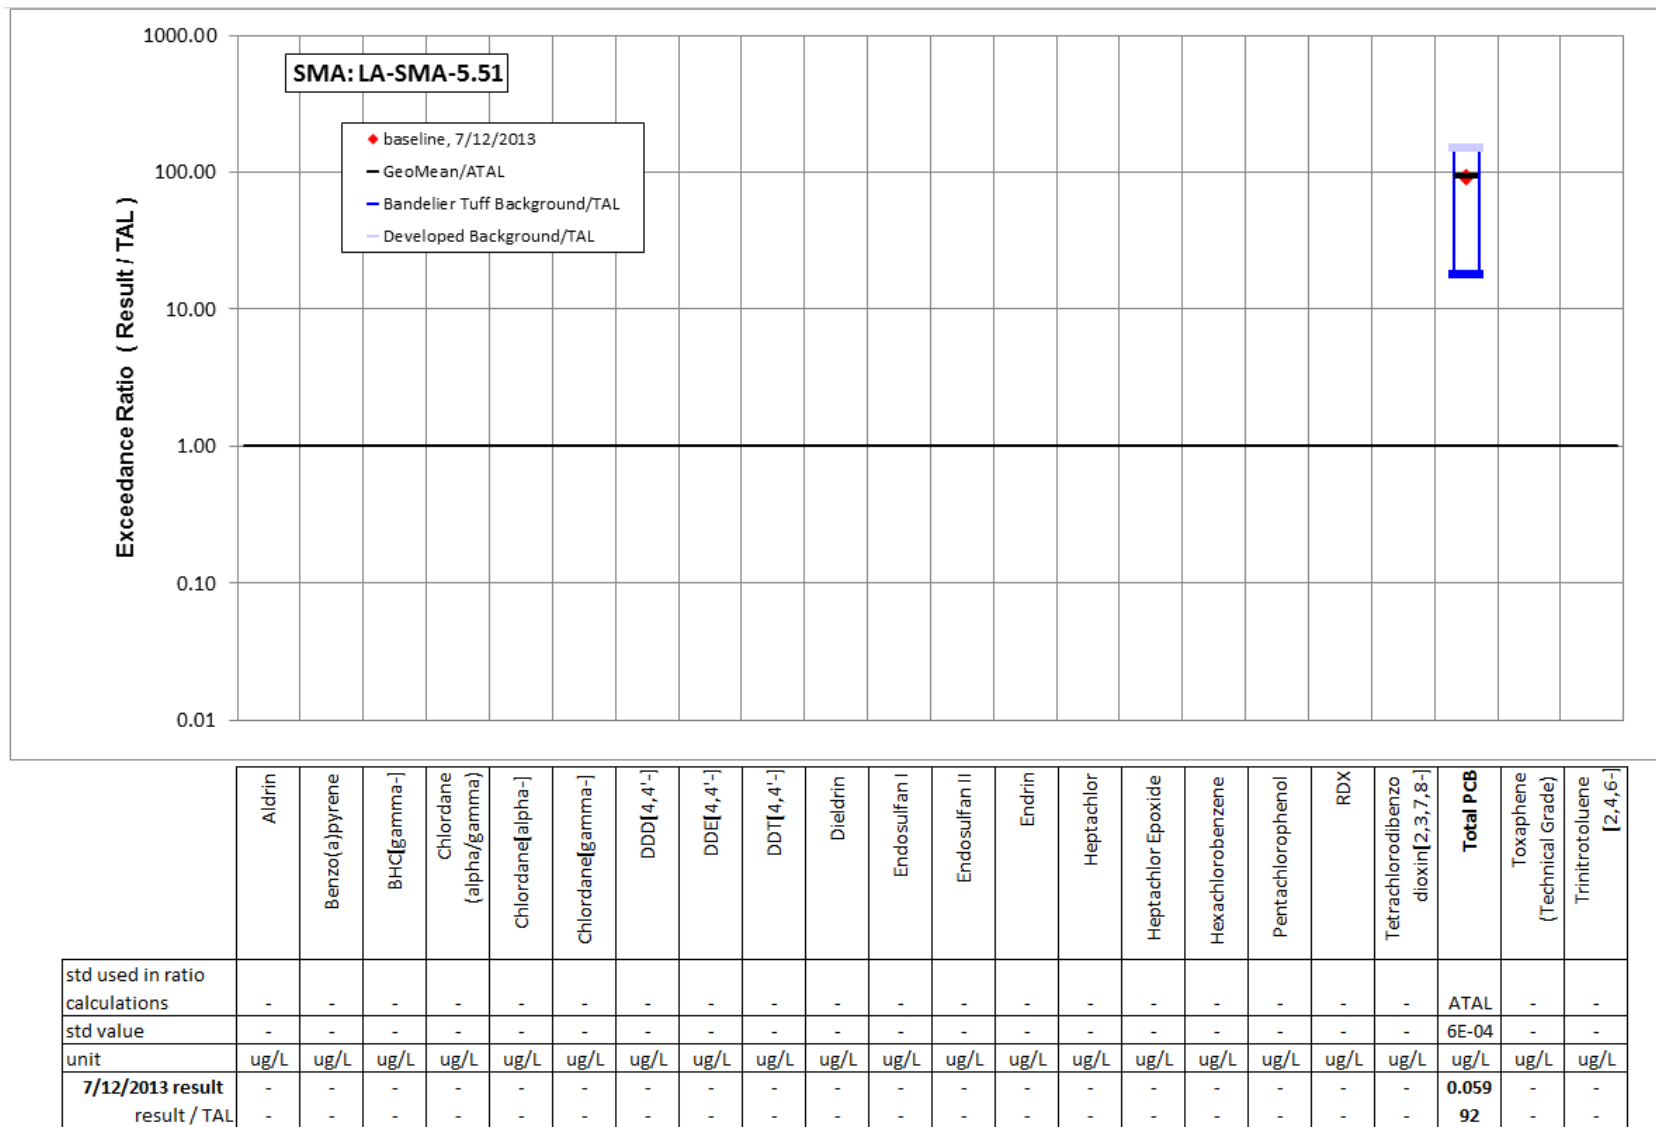 1000.00
SMA: LA-SMA-5.51
baseline, 7/12/2013
GeoMean/ATAL
Bandelier Tuff Background/TAL
Developed Background/TAL
100.00
10.00
1.00
0.10
0.01
Exceedance Ratio ( Result / TAL )
Aldrin
Benzo(a)pyrene
BHC[gamma-]
Chlordane
(alpha/gamma)
Chlordane[alpha-]
Chlordane[gamma-]
DDD[4,4'-]
DDE[4,4'-]
DDT[4,4'-]
Dieldrin
Endosulfan I
Endosulfan II
Endrin
Heptachlor
Heptachlor Epoxide
Hexachlorobenzene
Pentachlorophenol
RDX
Tetrachlorodibenzo
dioxin[2,3,7,8-]
Total PCB
Toxaphene
(Technical Grade)
Trinitrotoluene
[2,4,6-]
std used in ratio
calculations - - - - - - - - - - - - - - - - - - - ATAL - -
std value - - - - - - - - - - - - - - - - - - - 6E-04 - -
unit ug/L ug/L ug/L ug/L ug/L ug/L ug/L ug/L ug/L ug/L ug/L ug/L ug/L ug/L ug/L ug/L ug/L ug/L ug/L ug/L ug/L ug/L
7/12/2013 result - - - - - - - - - - - - - - - - - - - 0.059 - -
result / TAL - - - - - - - - - - - - - - - - - - - 92 - -